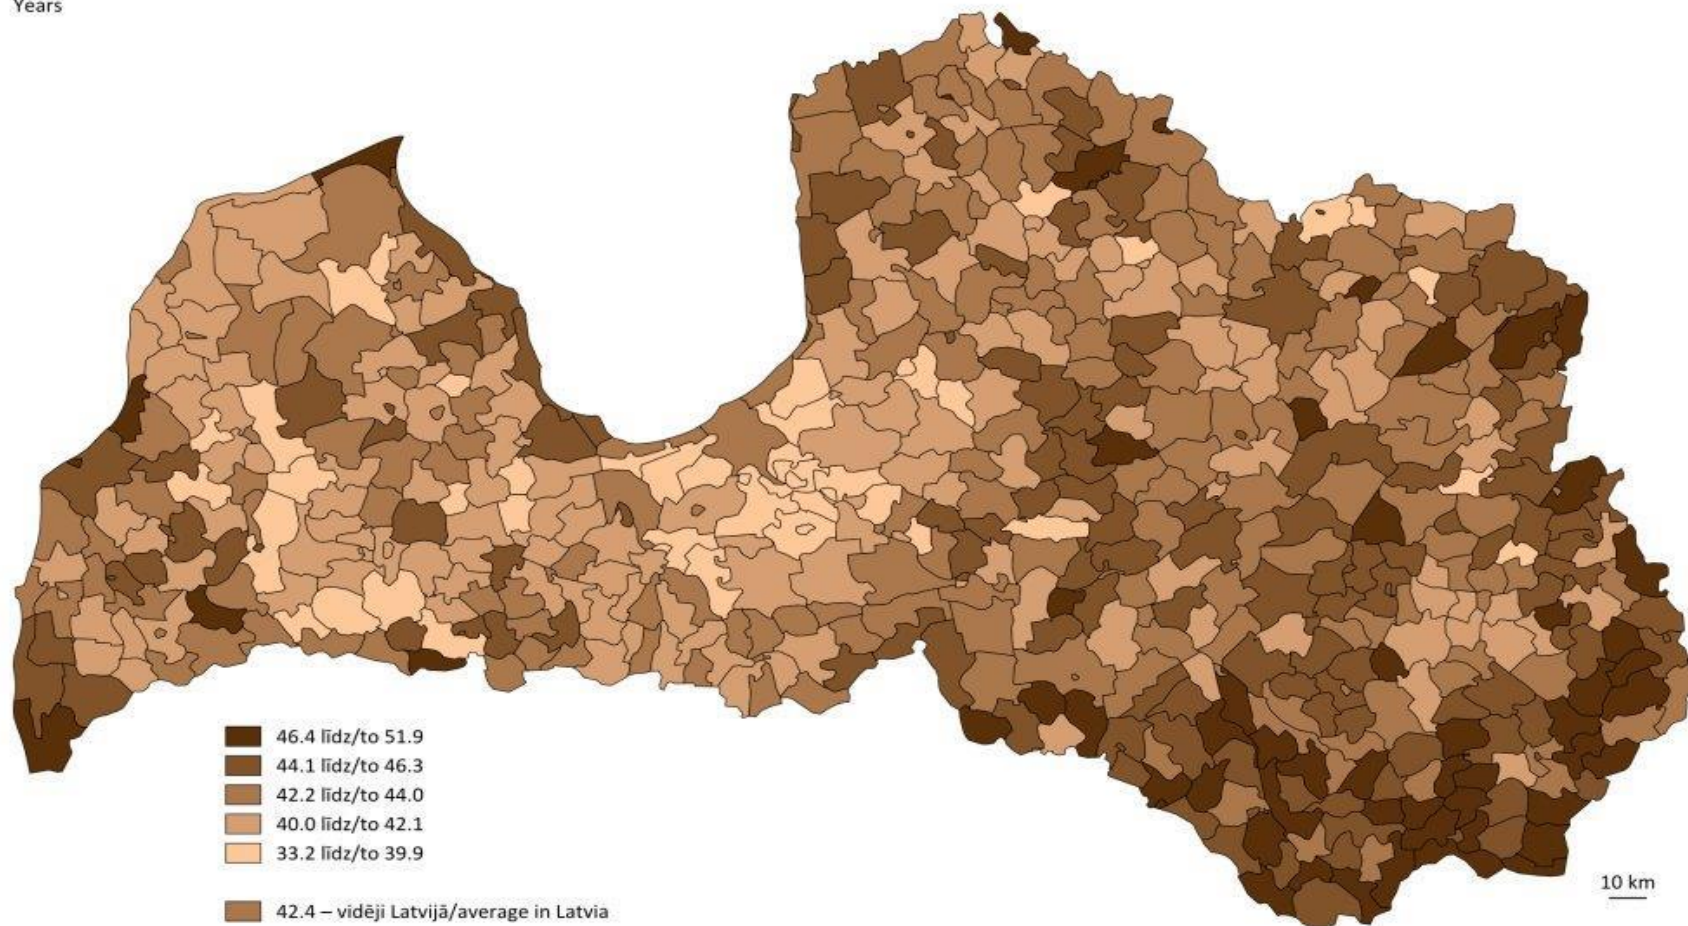 Years
46.4 līdz/to 51.9
44.1 līdz/to 46.3
42.2 līdz/to 44.0
40.0 līdz/to 42.1
33.2 līdz/to 39.9
42.4 – vidēji Latvijā/average in Latvia
10 km